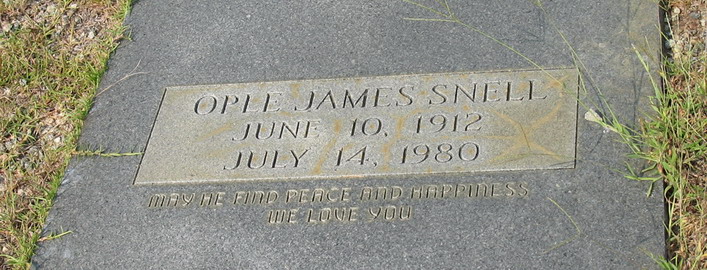 OPLE JAMES SNELL
JUNE 10, 1912
JULY 14, 1980
MAY HE FIND PEACE AND HAPPINESS
WE LOVE YOU